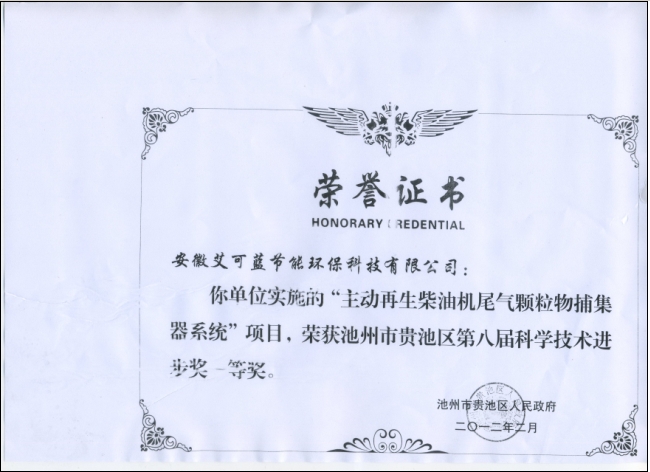 荣誉证书
HONORARY CREDENTIAL
安徽艾可蓝节能环保科技有限公司：
你单位实施的“主动再生柴油机尾气颗粒物捕集
器系统”项目，荣获池州市贵池区第八届科学技术进
步奖一等奖。
池州市贵池区人民政府
二〇一二年二月